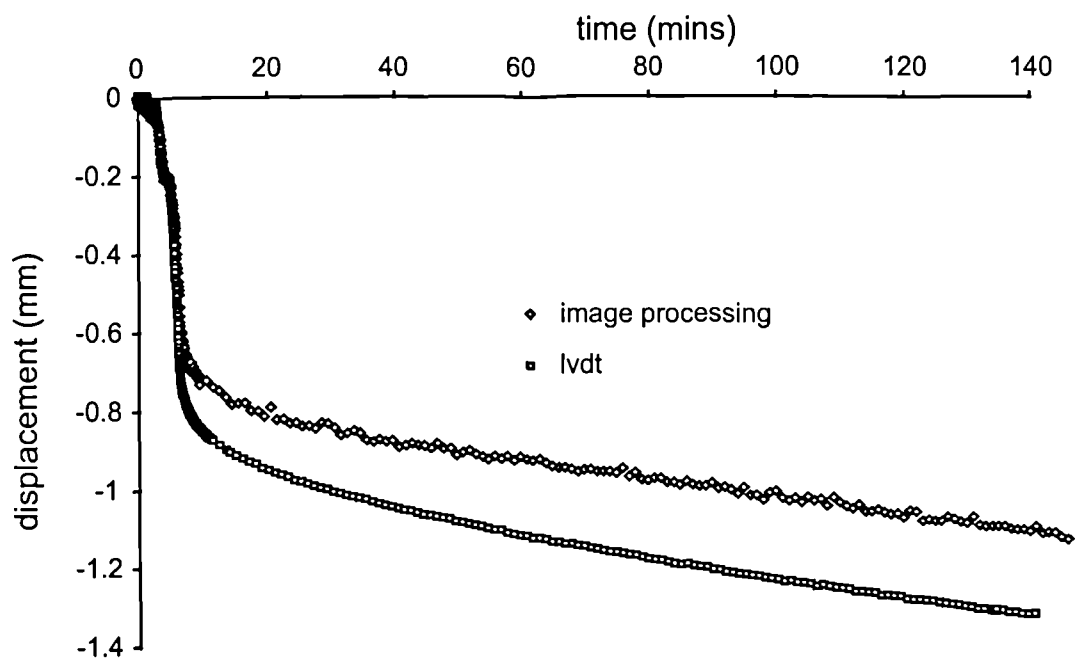 time (mins)
0 20 40 60 80 100 120 140
0
-0.2
-0.4
-0.6
-0.8
-1
-1.2
-1.4
displacement (mm)
image processing
lvdt